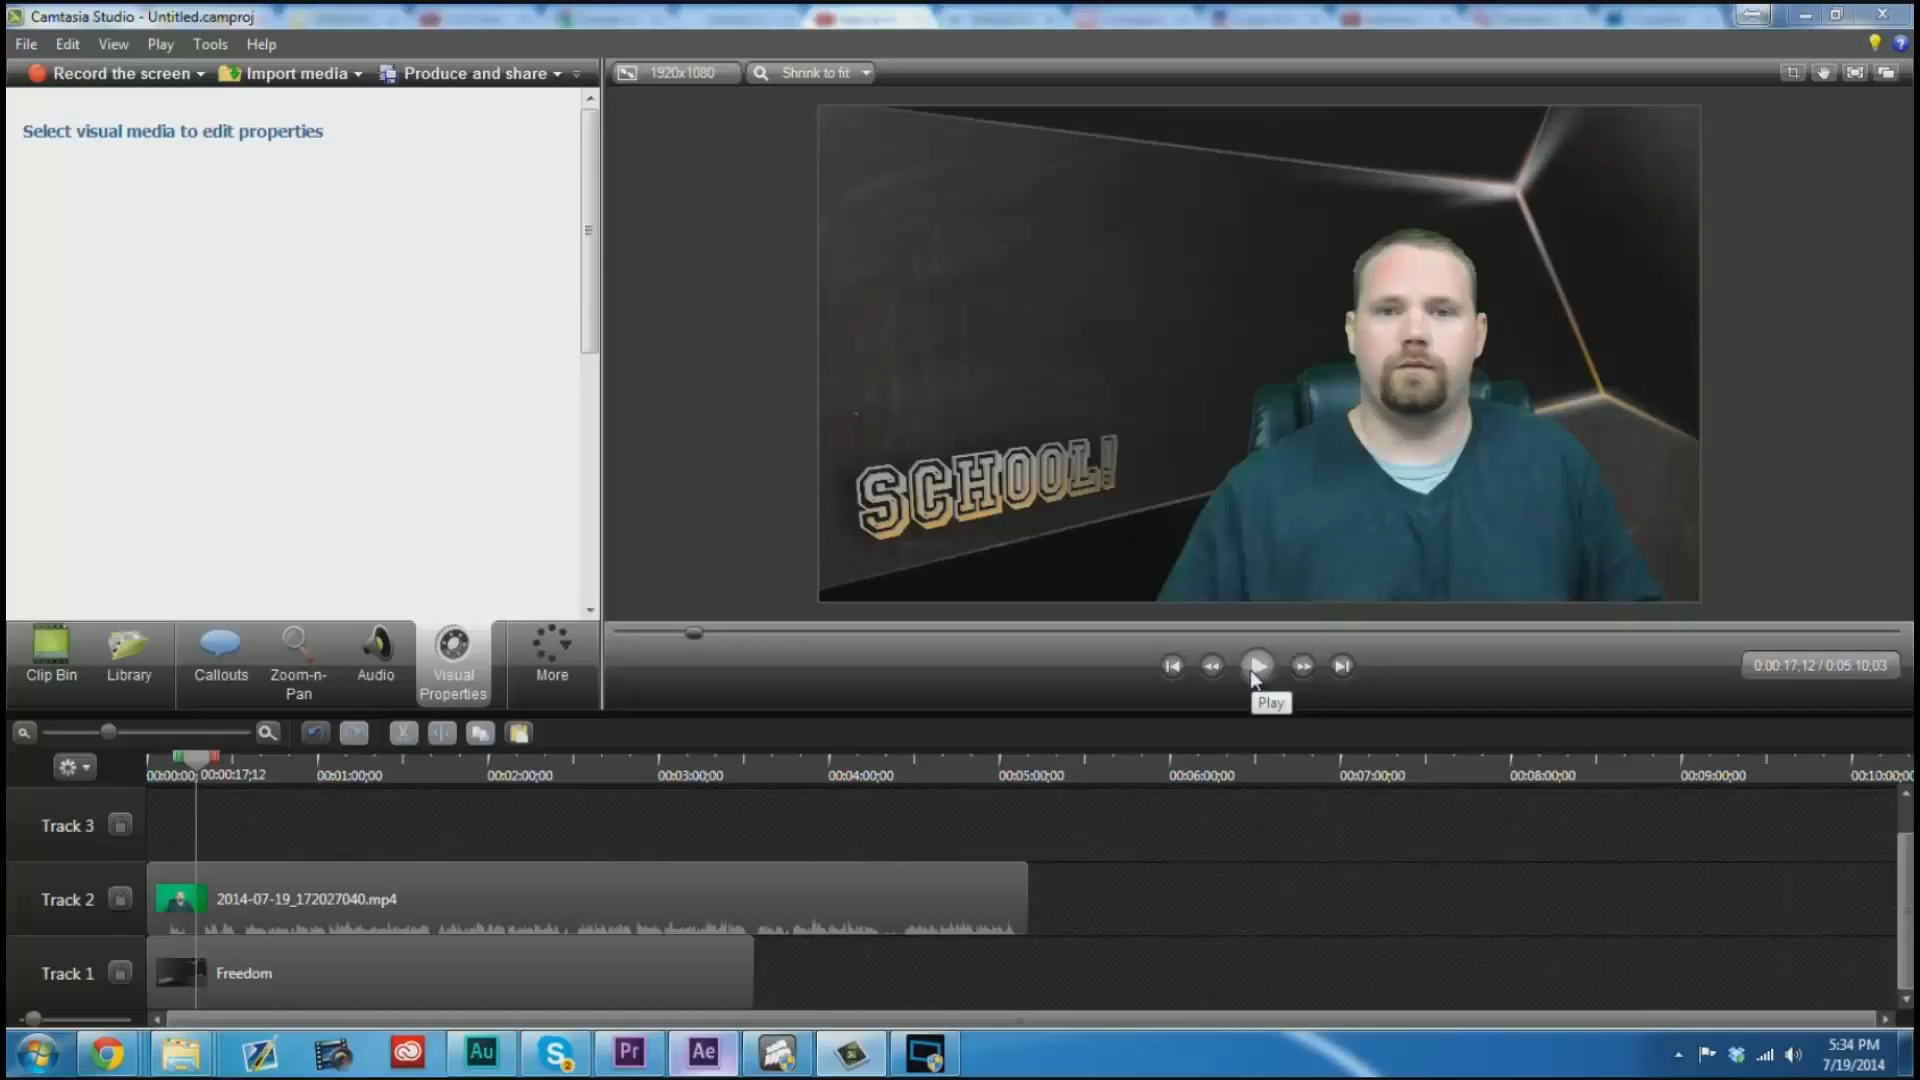 Camtasia Studio - Untitled.camproj
File Edit View Play Tools Help
Record the screen Import media Produce and share
1920x1080 Shrink to fit
Select visual media to edit properties
SCHOOL!
Clip Bin Library Callouts Zoom-n-Pan Audio Visual Properties More
0:00:17,12 / 0:05:10,03
Play
00:00:00; 00:00:17;12 00:01:00;00 00:02:00;00 00:03:00;00 00:04:00;00 00:05:00;00 00:06:00;00 00:07:00;00 00:08:00;00 00:09:00;00 00:10:00;00
Track 3
Track 2 2014-07-19_172027040.mp4
Track 1 Freedom
Au S 2 Pr Ae
5:34 PM
7/19/2014